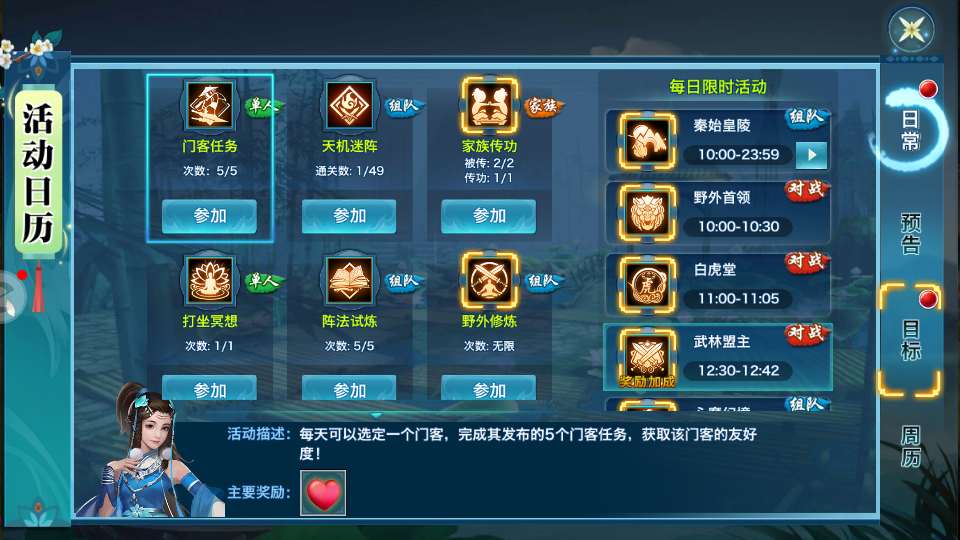 活动日历
单人
门客任务
次数：5/5
参加
组队
天机迷阵
通关数：1/49
参加
家族
家族传功
被传：2/2
传功：1/1
参加
单人
打坐冥想
次数：1/1
参加
组队
阵法试炼
次数：5/5
参加
组队
野外修炼
次数：无限
参加
每日限时活动
秦始皇陵
组队
10:00-23:59
野外首领
对战
10:00-10:30
虎
白虎堂
对战
11:00-11:05
武林盟主
对战
奖励加成
12:30-12:42
组队
活动描述：每天可以选定一个门客，完成其发布的5个门客任务，获取该门客的友好
度！
主要奖励：
日常
预告
目标
周历